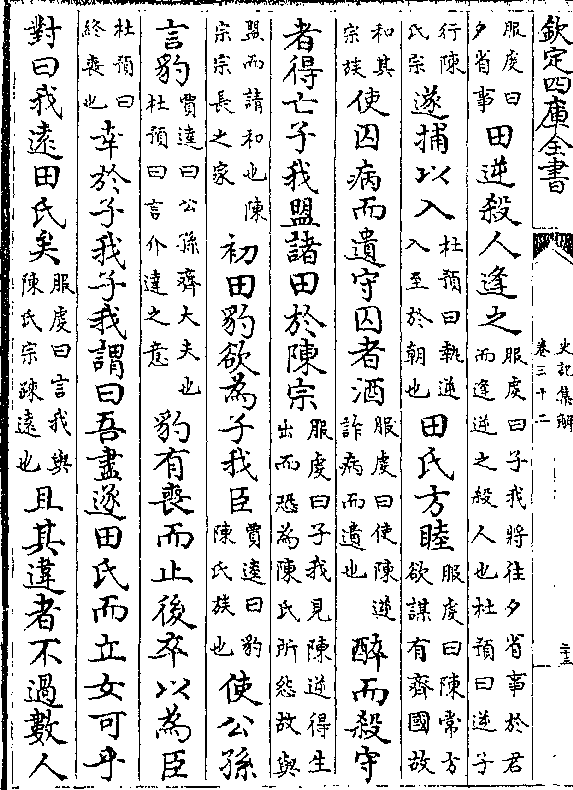 欽定四庫全書
史記集解
卷三十二
服虔曰夕省事田逆殺人逢之服虔曰子我將往夕省事於君而逢逆之殺人也杜預曰逆子
行陳氏宗遂捕以入杜預曰執逆入至於朝也田氏方睦服虔曰陳常方欲謀有齊國故
和其宗族使囚病而遺守囚者酒服虔曰使陳逆詐病而遺也醉而殺守
者得亡子我盟諸田於陳宗服虔曰子我見陳逆得生出而恐為陳氏所怨故與
盟而請和也陳宗宗長之家初田豹欲為子我臣賈逵曰豹陳氏族也使公孫
言豹賈逵曰公孫齊大夫也杜預曰言介達之意豹有喪而止後卒以為臣
杜預曰終喪也幸於子我子我謂曰吾盡遂田氏而立女可乎
對曰我遠田氏矣服虔曰言我與陳氏宗疎遠也且其違者不過數人